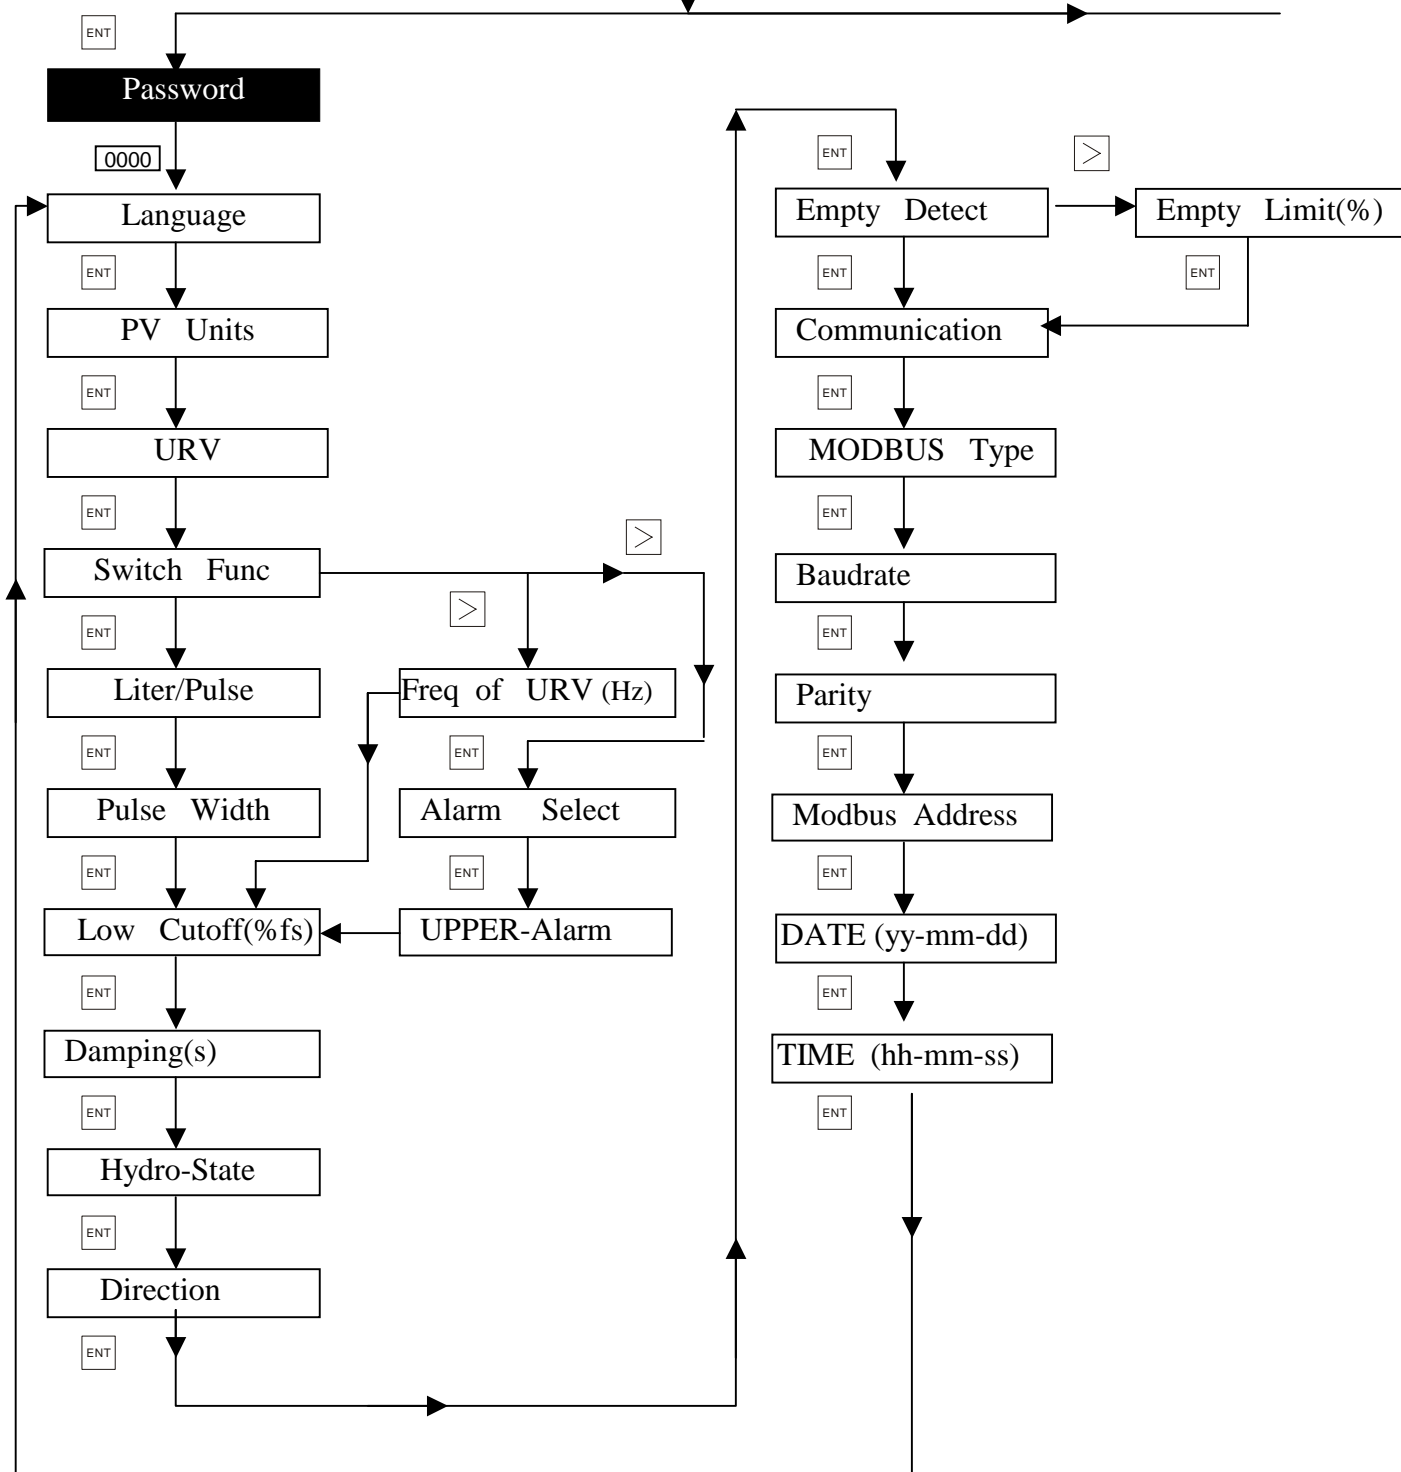 ENT
Password
0000
Language
ENT
PV Units
ENT
URV
ENT
Switch Func
>
ENT
>
Liter/Pulse
Freq of URV (Hz)
ENT
ENT
Pulse Width
Alarm Select
ENT
ENT
Low Cutoff(%fs)
UPPER-Alarm
ENT
Damping(s)
ENT
Hydro-State
ENT
Direction
ENT
ENT
>
Empty Detect
Empty Limit(%)
ENT
ENT
Communication
ENT
MODBUS Type
ENT
Baudrate
ENT
Parity
ENT
Modbus Address
ENT
DATE (yy-mm-dd)
ENT
TIME (hh-mm-ss)
ENT